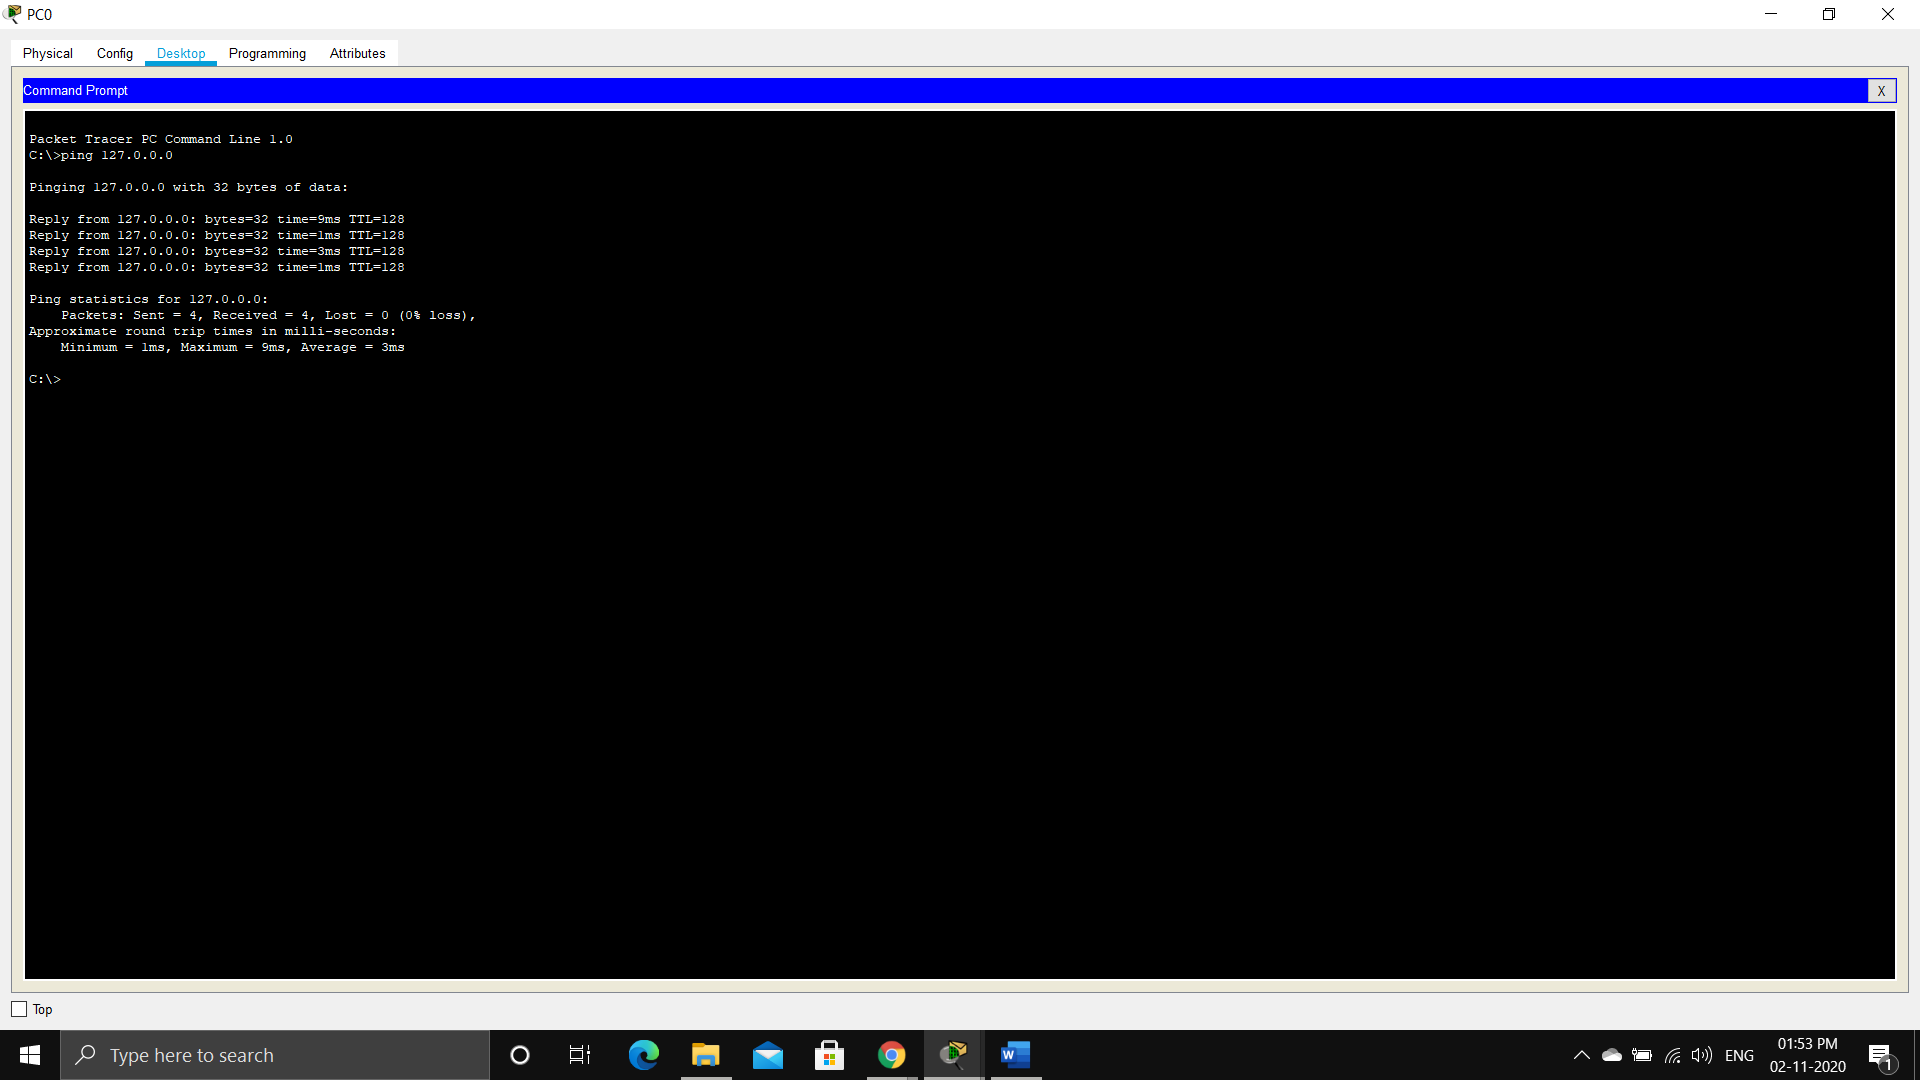 PC0
Physical Config Desktop Programming Attributes
Command Prompt
X
Packet Tracer PC Command Line 1.0
C:\>ping 127.0.0.0
Pinging 127.0.0.0 with 32 bytes of data:
Reply from 127.0.0.0: bytes=32 time=9ms TTL=128
Reply from 127.0.0.0: bytes=32 time=1ms TTL=128
Reply from 127.0.0.0: bytes=32 time=3ms TTL=128
Reply from 127.0.0.0: bytes=32 time=1ms TTL=128
Ping statistics for 127.0.0.0:
    Packets: Sent = 4, Received = 4, Lost = 0 (0% loss),
Approximate round trip times in milli-seconds:
    Minimum = 1ms, Maximum = 9ms, Average = 3ms
C:\>
Top
Type here to search
W
ENG
01:53 PM
02-11-2020
1